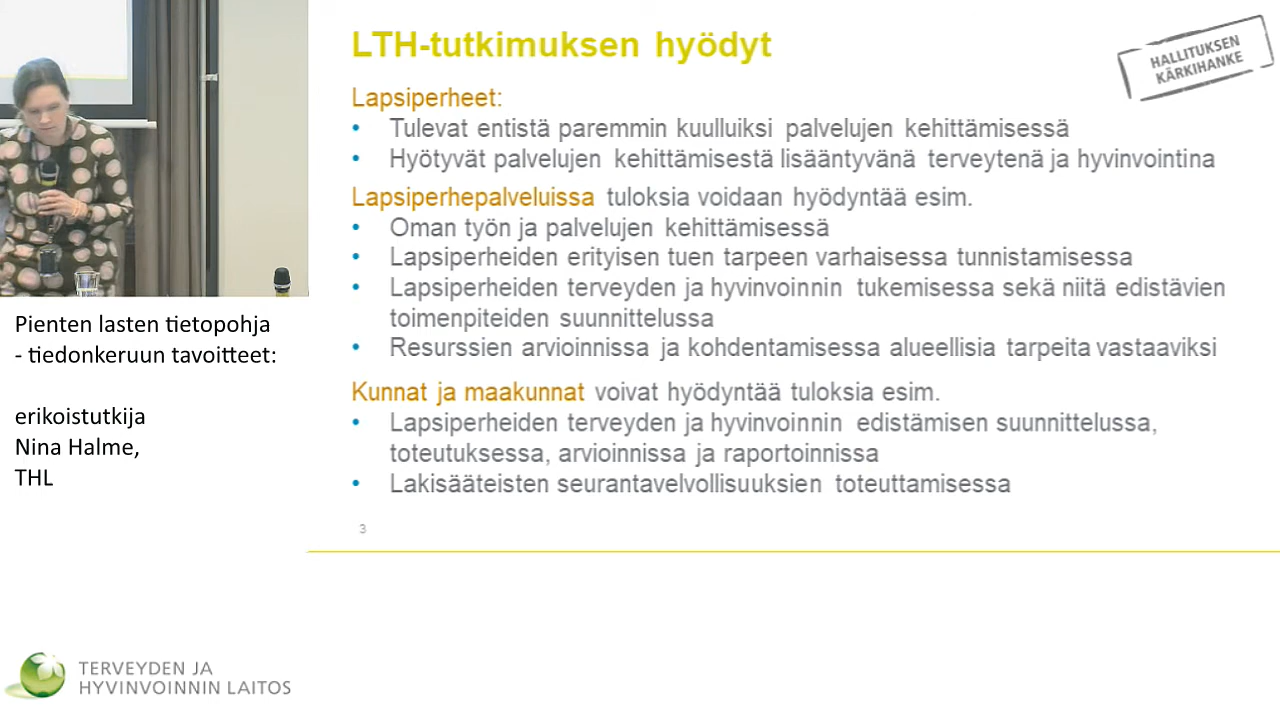 LTH-tutkimuksen hyödyt
HALLITUKSEN
KÄRKIHANKE
Lapsiperheet:
• Tulevat entistä paremmin kuulluiksi palvelujen kehittämisessä
• Hyötyvät palvelujen kehittämisestä lisääntyvänä terveytenä ja hyvinvointina
Lapsiperhepalveluissa tuloksia voidaan hyödyntää esim.
• Oman työn ja palvelujen kehittämisessä
• Lapsiperheiden erityisen tuen tarpeen varhaisessa tunnistamisessa
• Lapsiperheiden terveyden ja hyvinvoinnin tukemisessa sekä niitä edistävien
toimenpiteiden suunnittelussa
• Resurssien arvioinnissa ja kohdentamisessa alueellisia tarpeita vastaaviksi
Kunnat ja maakunnat voivat hyödyntää tuloksia esim.
• Lapsiperheiden terveyden ja hyvinvoinnin edistämisen suunnittelussa,
toteutuksessa, arvioinnissa ja raportoinnissa
• Lakisääteisten seurantavelvollisuuksien toteuttamisessa
3
Pienten lasten tietopohja
- tiedonkeruun tavoitteet:
erikoistutkija
Nina Halme,
THL
TERVEYDEN JA
HYVINVOINNIN LAITOS